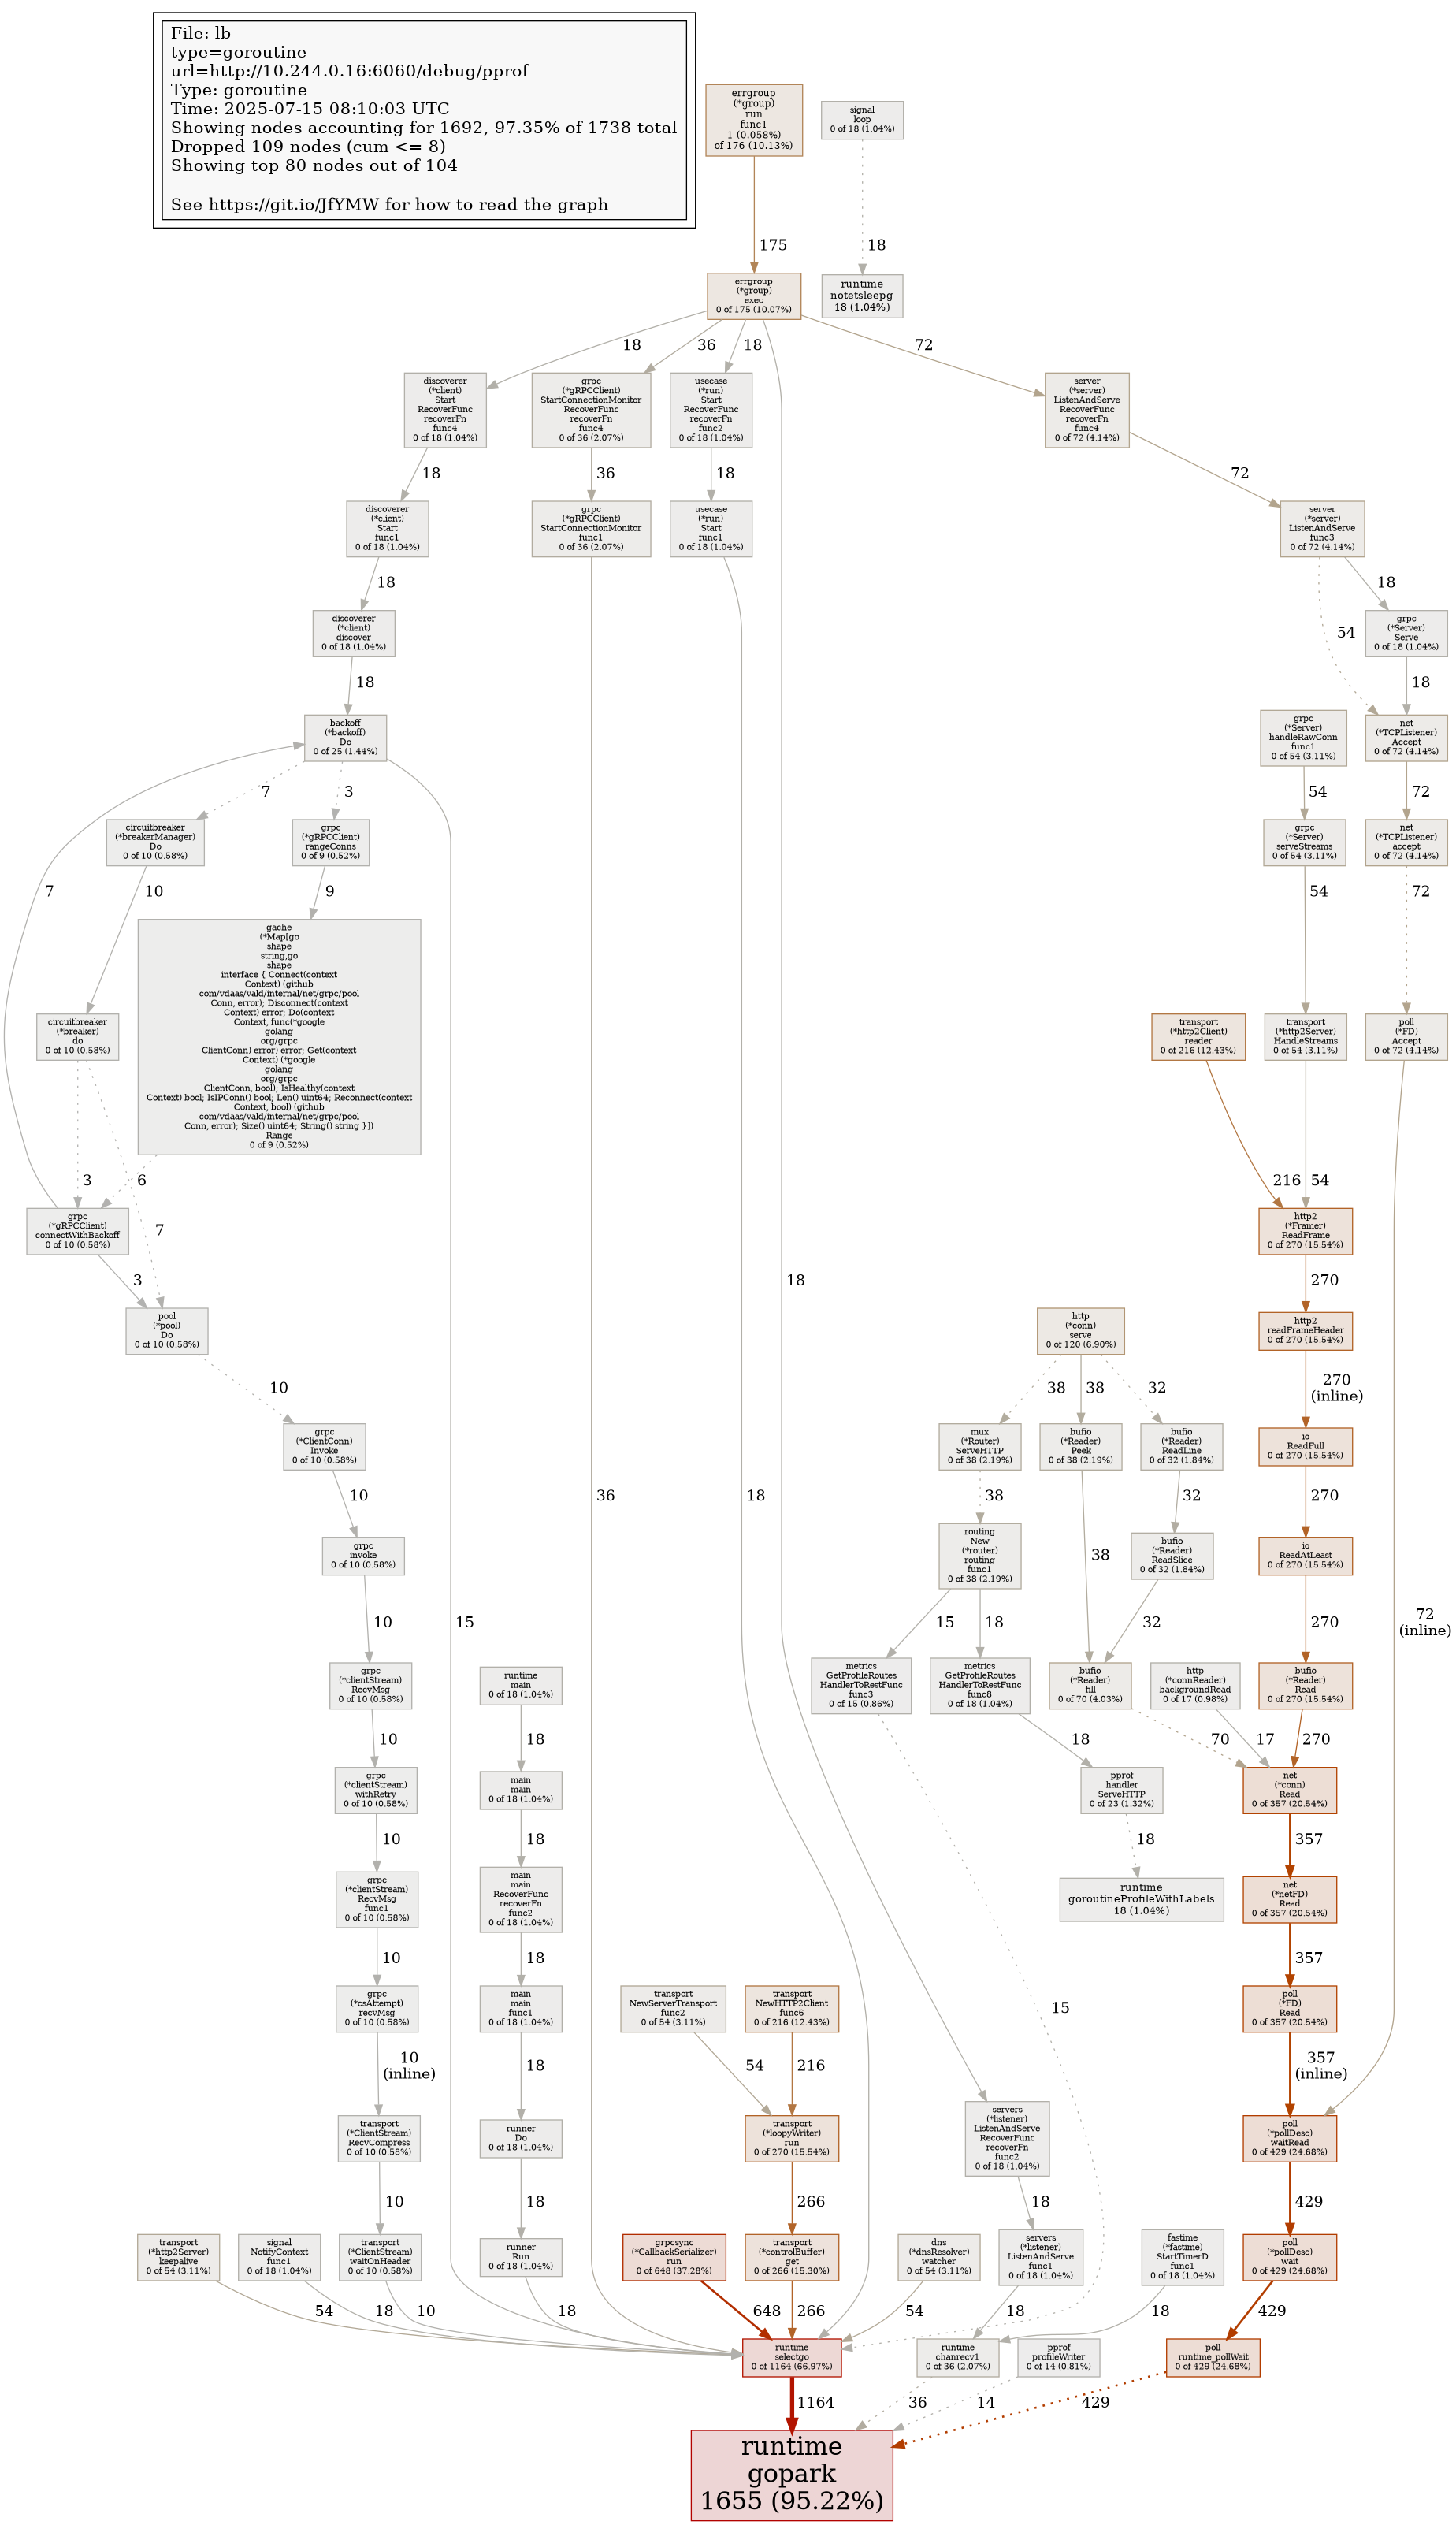 File: lb
type=goroutine
url=http://10.244.0.16:6060/debug/pprof
Type: goroutine
Time: 2025-07-15 08:10:03 UTC
Showing nodes accounting for 1692, 97.35% of 1738 total
Dropped 109 nodes (cum <= 8)
Showing top 80 nodes out of 104
See https://git.io/JfYMW for how to read the graph
errgroup
(*group)
run
func1
1 (0.058%)
of 176 (10.13%)
signal
loop
0 of 18 (1.04%)
175
18
errgroup
(*group)
exec
0 of 175 (10.07%)
runtime
notetsleepg
18 (1.04%)
18
36
18
72
discoverer
(*client)
Start
RecoverFunc
recoverFn
func4
0 of 18 (1.04%)
grpc
(*gRPCClient)
StartConnectionMonitor
RecoverFunc
recoverFn
func4
0 of 36 (2.07%)
usecase
(*run)
Start
RecoverFunc
recoverFn
func2
0 of 18 (1.04%)
server
(*server)
ListenAndServe
RecoverFunc
recoverFn
func4
0 of 72 (4.14%)
18
36
18
72
discoverer
(*client)
Start
func1
0 of 18 (1.04%)
grpc
(*gRPCClient)
StartConnectionMonitor
func1
0 of 36 (2.07%)
usecase
(*run)
Start
func1
0 of 18 (1.04%)
server
(*server)
ListenAndServe
func3
0 of 72 (4.14%)
18
18
54
discoverer
(*client)
discover
0 of 18 (1.04%)
grpc
(*Server)
Serve
0 of 18 (1.04%)
18
18
backoff
(*backoff)
Do
0 of 25 (1.44%)
grpc
(*Server)
handleRawConn
func1
0 of 54 (3.11%)
net
(*TCPListener)
Accept
0 of 72 (4.14%)
7
3
54
72
circuitbreaker
(*breakerManager)
Do
0 of 10 (0.58%)
grpc
(*gRPCClient)
rangeConns
0 of 9 (0.52%)
grpc
(*Server)
serveStreams
0 of 54 (3.11%)
net
(*TCPListener)
accept
0 of 72 (4.14%)
7
10
9
54
72
gache
(*Map[go
shape
string,go
shape
interface { Connect(context
Context) (github
com/vdaas/vald/internal/net/grpc/pool
Conn, error); Disconnect(context
Context) error; Do(context
Context, func(*google
golang
org/grpc
ClientConn) error) error; Get(context
Context) (*google
golang
org/grpc
ClientConn, bool); IsHealthy(context
Context) bool; IsIPConn() bool; Len() uint64; Reconnect(context
Context, bool) (github
com/vdaas/vald/internal/net/grpc/pool
Conn, error); Size() uint64; String() string }])
Range
0 of 9 (0.52%)
circuitbreaker
(*breaker)
do
0 of 10 (0.58%)
transport
(*http2Client)
reader
0 of 216 (12.43%)
transport
(*http2Server)
HandleStreams
0 of 54 (3.11%)
poll
(*FD)
Accept
0 of 72 (4.14%)
3
6
7
216
54
grpc
(*gRPCClient)
connectWithBackoff
0 of 10 (0.58%)
http2
(*Framer)
ReadFrame
0 of 270 (15.54%)
3
18
270
pool
(*pool)
Do
0 of 10 (0.58%)
http
(*conn)
serve
0 of 120 (6.90%)
http2
readFrameHeader
0 of 270 (15.54%)
10
38
38
32
270
(inline)
grpc
(*ClientConn)
Invoke
0 of 10 (0.58%)
mux
(*Router)
ServeHTTP
0 of 38 (2.19%)
bufio
(*Reader)
Peek
0 of 38 (2.19%)
bufio
(*Reader)
ReadLine
0 of 32 (1.84%)
io
ReadFull
0 of 270 (15.54%)
10
36
18
38
32
270
grpc
invoke
0 of 10 (0.58%)
routing
New
(*router)
routing
func1
0 of 38 (2.19%)
38
bufio
(*Reader)
ReadSlice
0 of 32 (1.84%)
io
ReadAtLeast
0 of 270 (15.54%)
10
15
15
18
32
270
72
(inline)
grpc
(*clientStream)
RecvMsg
0 of 10 (0.58%)
runtime
main
0 of 18 (1.04%)
metrics
GetProfileRoutes
HandlerToRestFunc
func3
0 of 15 (0.86%)
metrics
GetProfileRoutes
HandlerToRestFunc
func8
0 of 18 (1.04%)
bufio
(*Reader)
fill
0 of 70 (4.03%)
http
(*connReader)
backgroundRead
0 of 17 (0.98%)
bufio
(*Reader)
Read
0 of 270 (15.54%)
10
18
18
70
17
270
grpc
(*clientStream)
withRetry
0 of 10 (0.58%)
main
main
0 of 18 (1.04%)
pprof
handler
ServeHTTP
0 of 23 (1.32%)
net
(*conn)
Read
0 of 357 (20.54%)
10
18
18
357
grpc
(*clientStream)
RecvMsg
func1
0 of 10 (0.58%)
main
main
RecoverFunc
recoverFn
func2
0 of 18 (1.04%)
runtime
goroutineProfileWithLabels
18 (1.04%)
net
(*netFD)
Read
0 of 357 (20.54%)
10
18
357
grpc
(*csAttempt)
recvMsg
0 of 10 (0.58%)
main
main
func1
0 of 18 (1.04%)
transport
NewServerTransport
func2
0 of 54 (3.11%)
transport
NewHTTP2Client
func6
0 of 216 (12.43%)
15
poll
(*FD)
Read
0 of 357 (20.54%)
10
(inline)
18
54
216
357
(inline)
transport
(*ClientStream)
RecvCompress
0 of 10 (0.58%)
runner
Do
0 of 18 (1.04%)
transport
(*loopyWriter)
run
0 of 270 (15.54%)
servers
(*listener)
ListenAndServe
RecoverFunc
recoverFn
func2
0 of 18 (1.04%)
poll
(*pollDesc)
waitRead
0 of 429 (24.68%)
10
18
266
18
429
transport
(*http2Server)
keepalive
0 of 54 (3.11%)
signal
NotifyContext
func1
0 of 18 (1.04%)
transport
(*ClientStream)
waitOnHeader
0 of 10 (0.58%)
runner
Run
0 of 18 (1.04%)
grpcsync
(*CallbackSerializer)
run
0 of 648 (37.28%)
transport
(*controlBuffer)
get
0 of 266 (15.30%)
dns
(*dnsResolver)
watcher
0 of 54 (3.11%)
servers
(*listener)
ListenAndServe
func1
0 of 18 (1.04%)
fastime
(*fastime)
StartTimerD
func1
0 of 18 (1.04%)
poll
(*pollDesc)
wait
0 of 429 (24.68%)
54
18
10
18
648
266
54
18
18
429
runtime
selectgo
0 of 1164 (66.97%)
runtime
chanrecv1
0 of 36 (2.07%)
pprof
profileWriter
0 of 14 (0.81%)
poll
runtime_pollWait
0 of 429 (24.68%)
1164
36
14
429
runtime
gopark
1655 (95.22%)